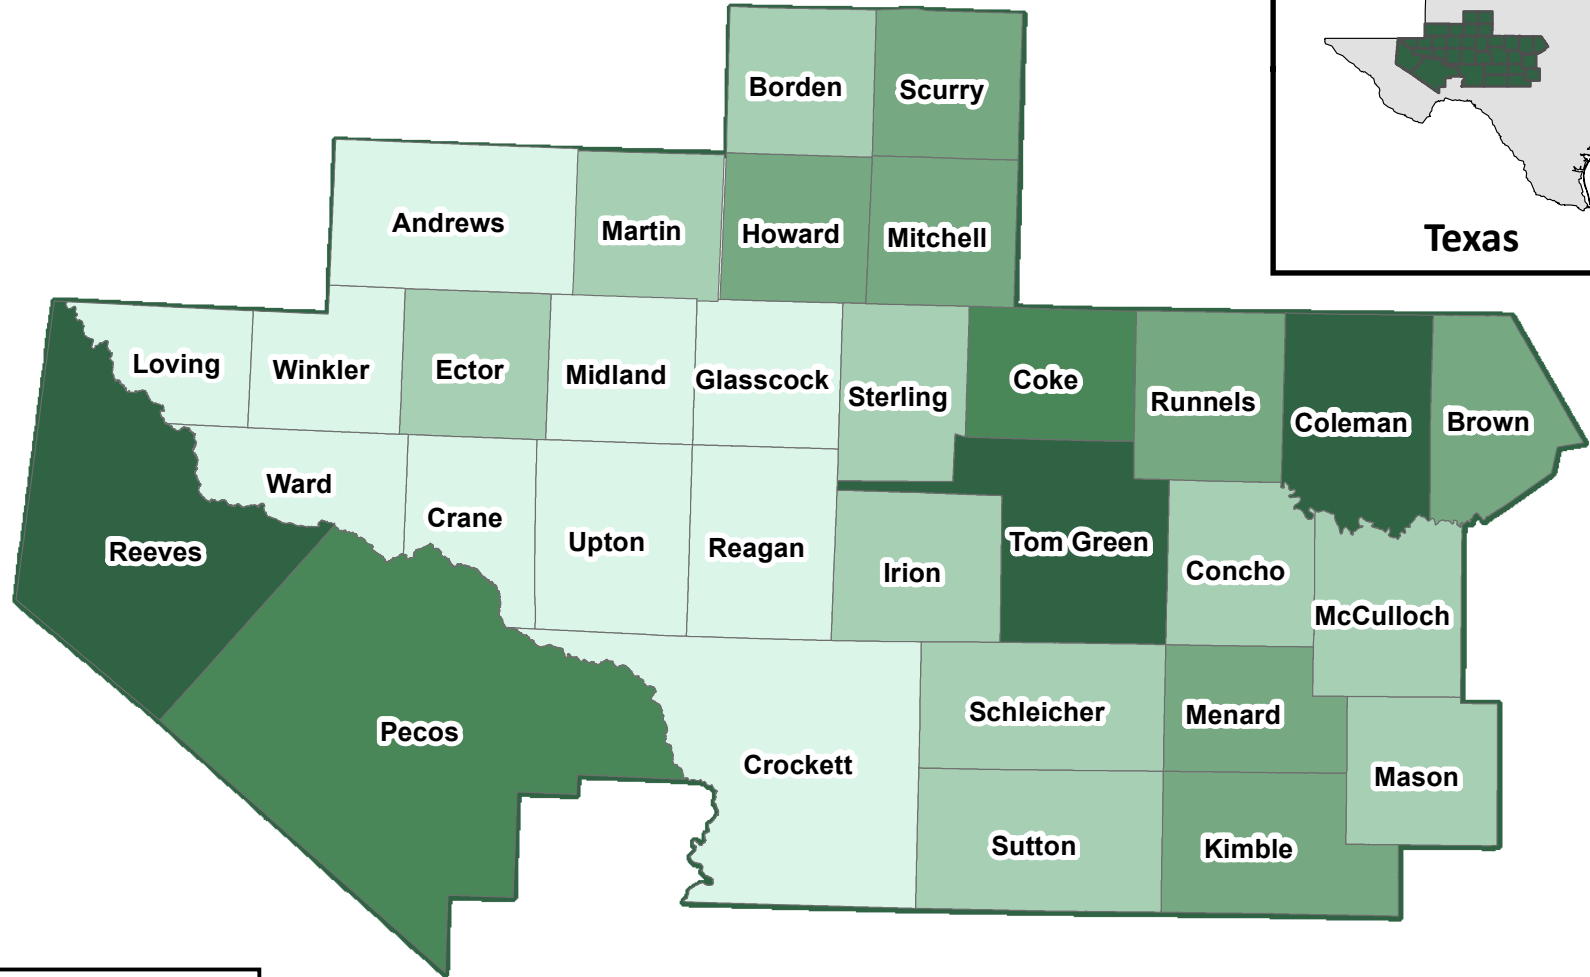 Borden
Scurry
Texas
Andrews
Martin
Howard
Mitchell
Loving
Winkler
Ector
Midland
Glasscock
Sterling
Coke
Runnels
Coleman
Brown
Ward
Crane
Upton
Reagan
Irion
Tom Green
Concho
McCulloch
Reeves
Pecos
Crockett
Schleicher
Menard
Mason
Sutton
Kimble